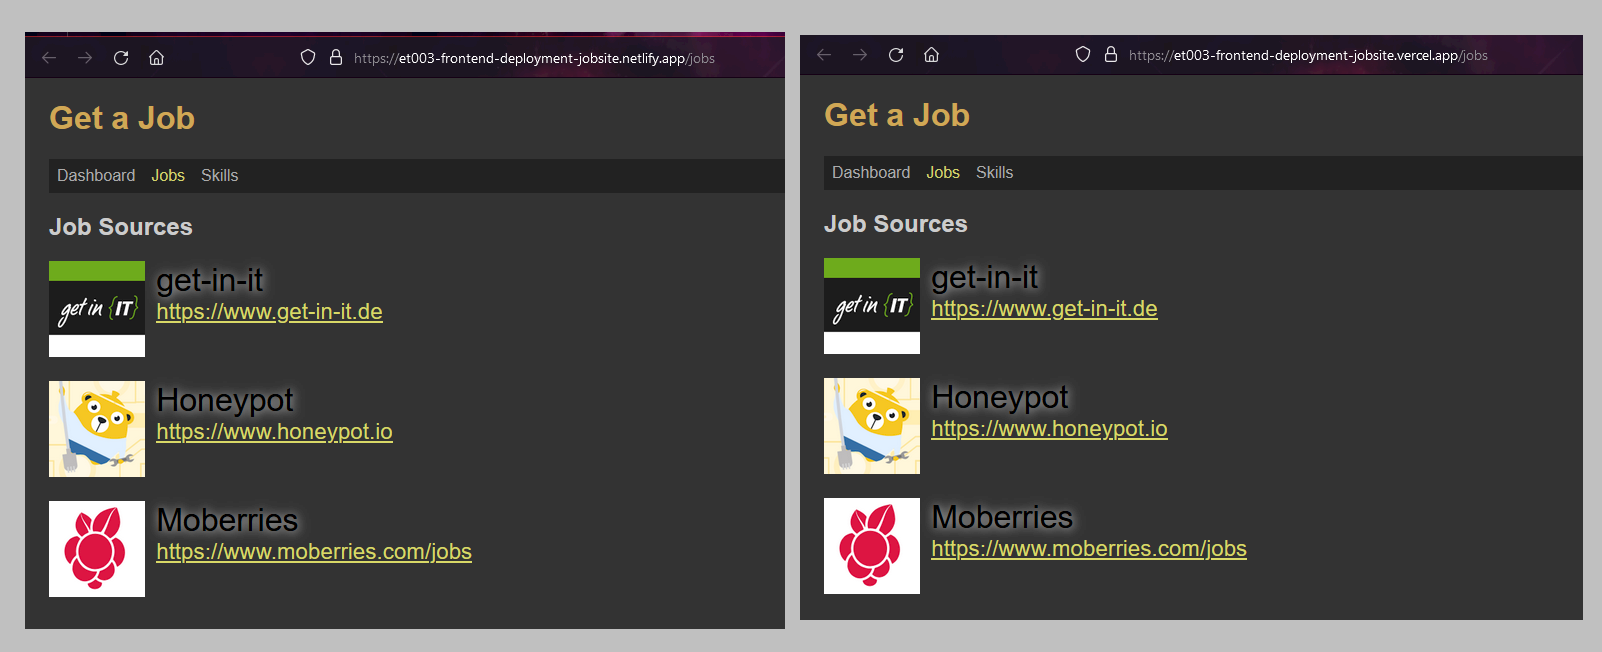 https://et003-frontend-deployment-jobsite.netlify.app/jobs
Get a Job
Dashboard Jobs Skills
Job Sources
get in {IT}
get-in-it
https://www.get-in-it.de
Honeypot
https://www.honeypot.io
Moberries
https://www.moberries.com/jobs
https://et003-frontend-deployment-jobsite.vercel.app/jobs
Get a Job
Dashboard Jobs Skills
Job Sources
get in {IT}
get-in-it
https://www.get-in-it.de
Honeypot
https://www.honeypot.io
Moberries
https://www.moberries.com/jobs